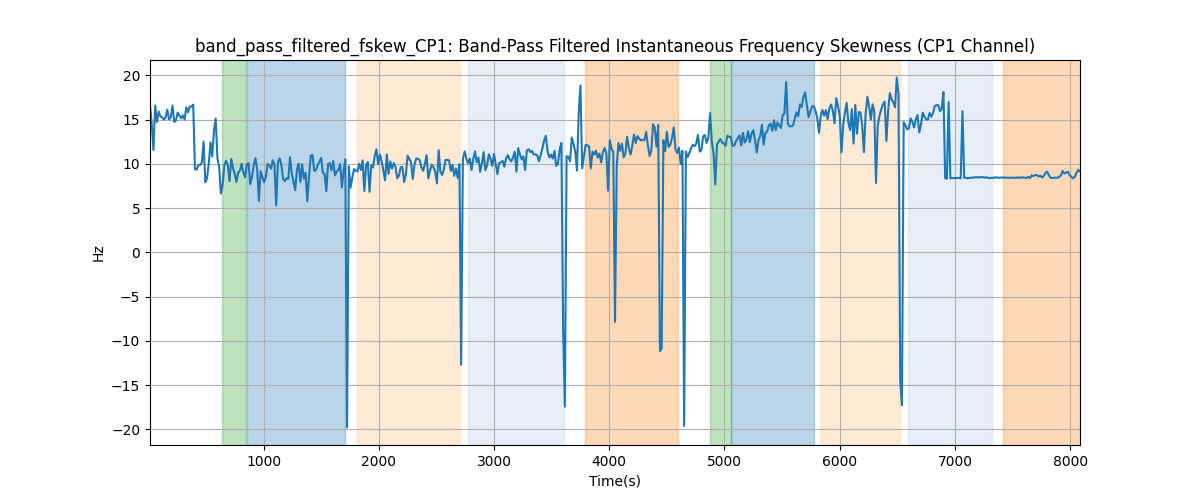 band_pass_filtered_fskew_CP1: Band-Pass Filtered Instantaneous Frequency Skewness (CP1 Channel)
20
15
10
5
0
−5
−10
−15
−20
Hz
1000 2000 3000 4000 5000 6000 7000 8000
Time(s)